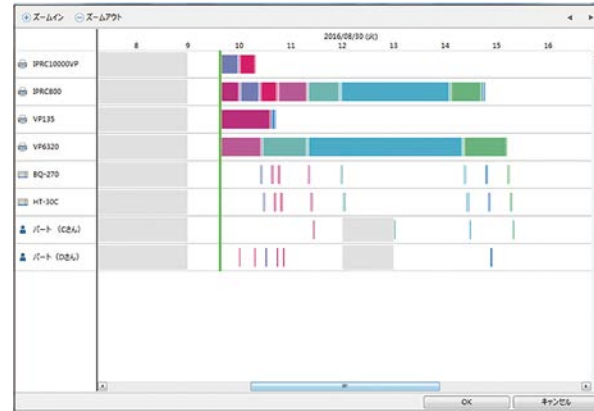 ズームイン ズームアウト
2016/08/30 (火)
8 9 10 11 12 13 14 15 16
IPRC10000VP
IPRC800
VP135
VP6320
BQ-270
HT-30C
パート (Cさん)
パート (Dさん)
OK キャンセル